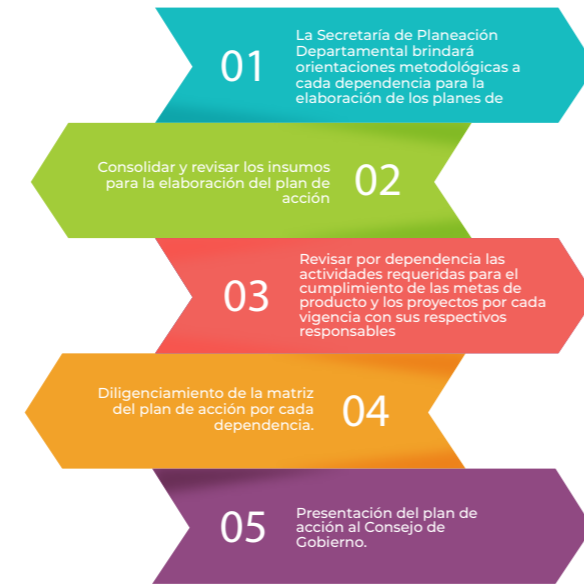 01
La Secretaría de Planeación
Departamental brindará
orientaciones metodológicas a
cada dependencia para la
elaboración de los planes de
Consolidar y revisar los insumos
para la elaboración del plan de
acción
02
03
Revisar por dependencia las
actividades requeridas para el
cumplimiento de las metas de
producto y los proyectos por cada
vigencia con sus respectivos
responsables
Diligenciamiento de la matriz
del plan de acción por cada
dependencia.
04
05
Presentación del plan de
acción al Consejo de
Gobierno.